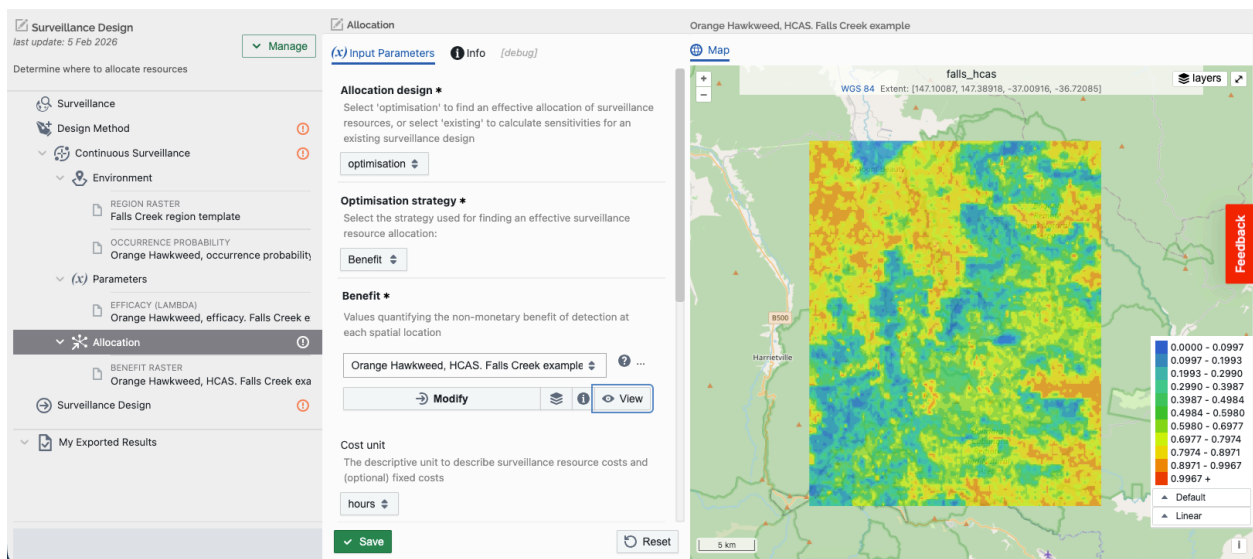 Surveillance Design
last update: 5 Feb 2026
Manage
Determine where to allocate resources
Surveillance
Design Method
Continuous Surveillance
Environment
REGION RASTER
Falls Creek region template
OCCURRENCE PROBABILITY
Orange Hawkweed, occurrence probability
(x) Parameters
EFFICACY (LAMBDA)
Orange Hawkweed, efficacy. Falls Creek e
Allocation
BENEFIT RASTER
Orange Hawkweed, HCAS. Falls Creek exa
Surveillance Design
My Exported Results
Allocation
(x) Input Parameters
Info
[debug]
Allocation design *
Select 'optimisation' to find an effective allocation of surveillance
resources, or select 'existing' to calculate sensitivities for an
existing surveillance design
optimisation
Optimisation strategy *
Select the strategy used for finding an effective surveillance
resource allocation:
Benefit
Benefit *
Values quantifying the non-monetary benefit of detection at
each spatial location
Orange Hawkweed, HCAS. Falls Creek example
? ...
Modify
View
Cost unit
The descriptive unit to describe surveillance resource costs and
(optional) fixed costs
hours
Save
Reset
Orange Hawkweed, HCAS. Falls Creek example
Map
+
−
falls_hcas
WGS 84 Extent: [147.10087, 147.38918, -37.00916, -36.72085]
layers
B500
Harrietville
Feedback
0.0000 - 0.0997
0.0997 - 0.1993
0.1993 - 0.2990
0.2990 - 0.3987
0.3987 - 0.4984
0.4984 - 0.5980
0.5980 - 0.6977
0.6977 - 0.7974
0.7974 - 0.8971
0.8971 - 0.9967
0.9967 +
Default
Linear
5 km
i